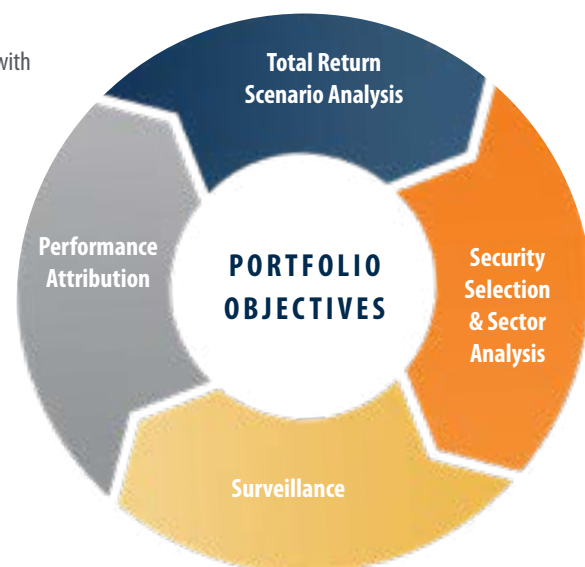 with
Total Return
Scenario Analysis
Performance
Attribution
PORTFOLIO
OBJECTIVES
Security
Selection
& Sector
Analysis
Surveillance